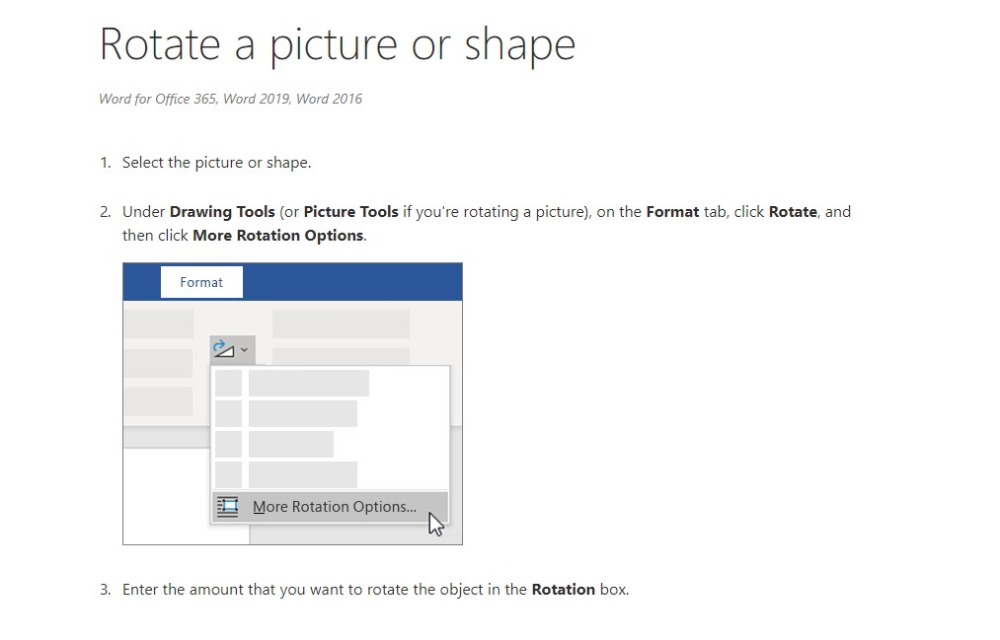 Rotate a picture or shape
Word for Office 365, Word 2019, Word 2016
1. Select the picture or shape.
2. Under Drawing Tools (or Picture Tools if you're rotating a picture), on the Format tab, click Rotate, and
then click More Rotation Options.
Format
More Rotation Options...
3. Enter the amount that you want to rotate the object in the Rotation box.